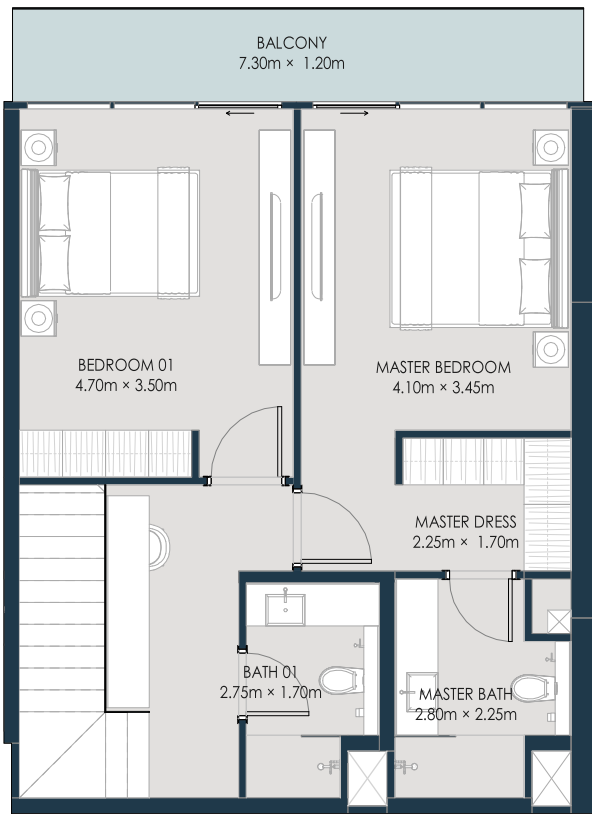 BALCONY
7.30m × 1.20m
BEDROOM 01
4.70m × 3.50m
MASTER BEDROOM
4.10m × 3.45m
MASTER DRESS
2.25m × 1.70m
BATH 01
2.75m × 1.70m
MASTER BATH
2.80m × 2.25m